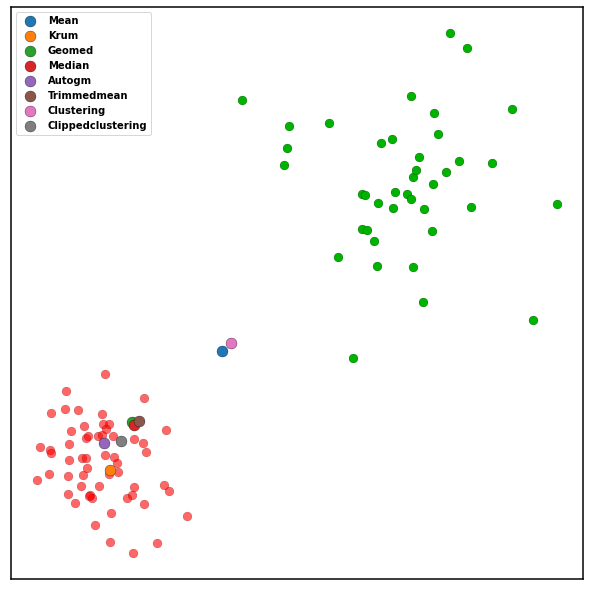 Mean
Krum
Geomed
Median
Autogm
Trimmedmean
Clustering
Clippedclustering